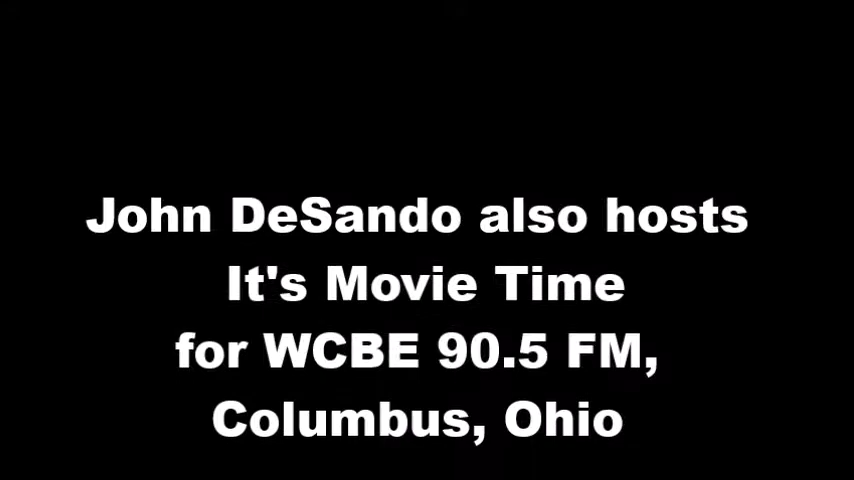 John DeSando also hosts
It's Movie Time
for WCBE 90.5 FM,
Columbus, Ohio